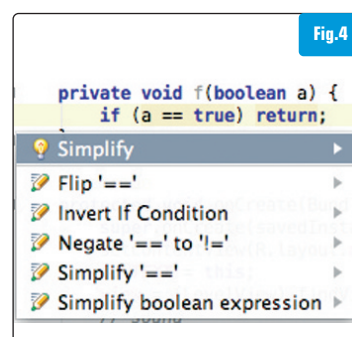 Fig.4
private void f(boolean a) {
if (a == true) return;
Simplify
Flip '=='
Invert If Condition
Negate '==' to '!='
Simplify '=='
Simplify boolean expression
// Sound